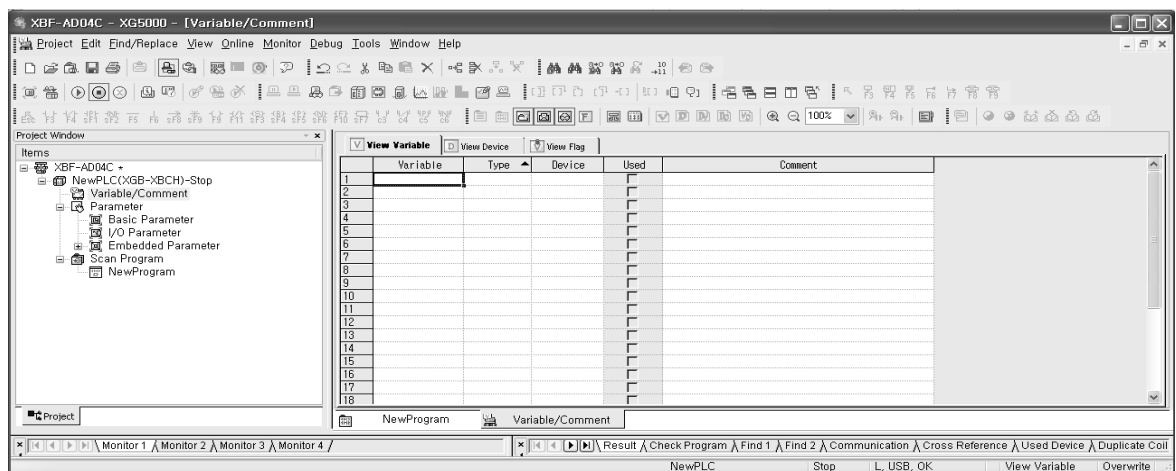 XBF-AD04C - XG5000 - [Variable/Comment]
Project Edit Find/Replace View Online Monitor Debug Tools Window Help
100%
Project Window
Items
XBF-AD04C *
NewPLC(XGB-XBCH)-Stop
Variable/Comment
Parameter
Basic Parameter
I/O Parameter
Embedded Parameter
Scan Program
NewProgram
Project
V View Variable D View Device View Flag
Variable Type Device Used Comment
1
2
3
4
5
6
7
8
9
10
11
12
13
14
15
16
17
18
NewProgram Variable/Comment
Monitor 1 Monitor 2 Monitor 3 Monitor 4
Result Check Program Find 1 Find 2 Communication Cross Reference Used Device Duplicate Coil
NewPLC Stop L, USB, OK View Variable Overwrite